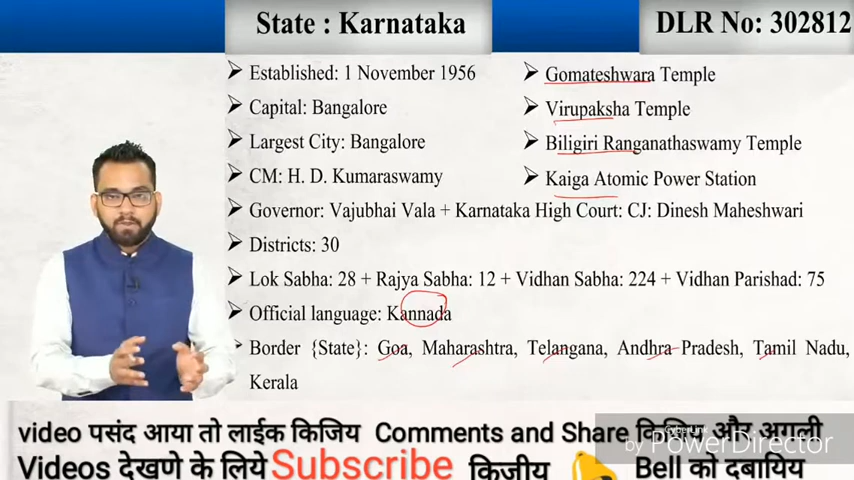 State : Karnataka
DLR No: 302812
Established: 1 November 1956
Gomateshwara Temple
Capital: Bangalore
Virupaksha Temple
Largest City: Bangalore
Biligiri Ranganathaswamy Temple
CM: H. D. Kumaraswamy
Kaiga Atomic Power Station
Governor: Vajubhai Vala + Karnataka High Court: CJ: Dinesh Maheshwari
Districts: 30
Lok Sabha: 28 + Rajya Sabha: 12 + Vidhan Sabha: 224 + Vidhan Parishad: 75
Official language: Kannada
Border {State}: Goa, Maharashtra, Telangana, Andhra Pradesh, Tamil Nadu,
Kerala
video पसंद आया तो लाईक किजिय Comments and Share किजिय और अगली
Videos देखणे के लिये Subscribe किजीय Bell को दबायिय
CyberLink
by PowerDirector